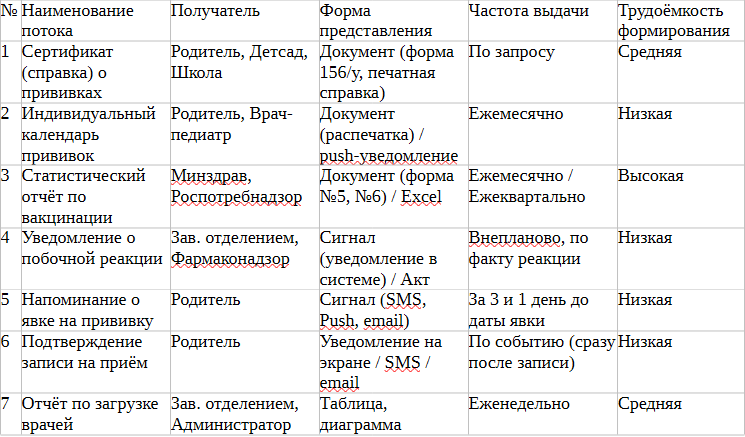 № Наименование потока Получатель Форма представления Частота выдачи Трудоёмкость формирования
1 Сертификат (справка) о прививках Родитель, Детсад, Школа Документ (форма 156/у, печатная справка) По запросу Средняя
2 Индивидуальный календарь прививок Родитель, Врач-педиатр Документ (распечатка) / push-уведомление Ежемесячно Низкая
3 Статистический отчёт по вакцинации Минздрав, Роспотребнадзор Документ (форма №5, №6) / Excel Ежемесячно / Ежеквартально Высокая
4 Уведомление о побочной реакции Зав. отделением, Фармаконадзор Сигнал (уведомление в системе) / Акт Внепланово, по факту реакции Низкая
5 Напоминание о явке на прививку Родитель Сигнал (SMS, Push, email) За 3 и 1 день до даты явки Низкая
6 Подтверждение записи на приём Родитель Уведомление на экране / SMS / email По событию (сразу после записи) Низкая
7 Отчёт по загрузке врачей Зав. отделением, Администратор Таблица, диаграмма Еженедельно Средняя